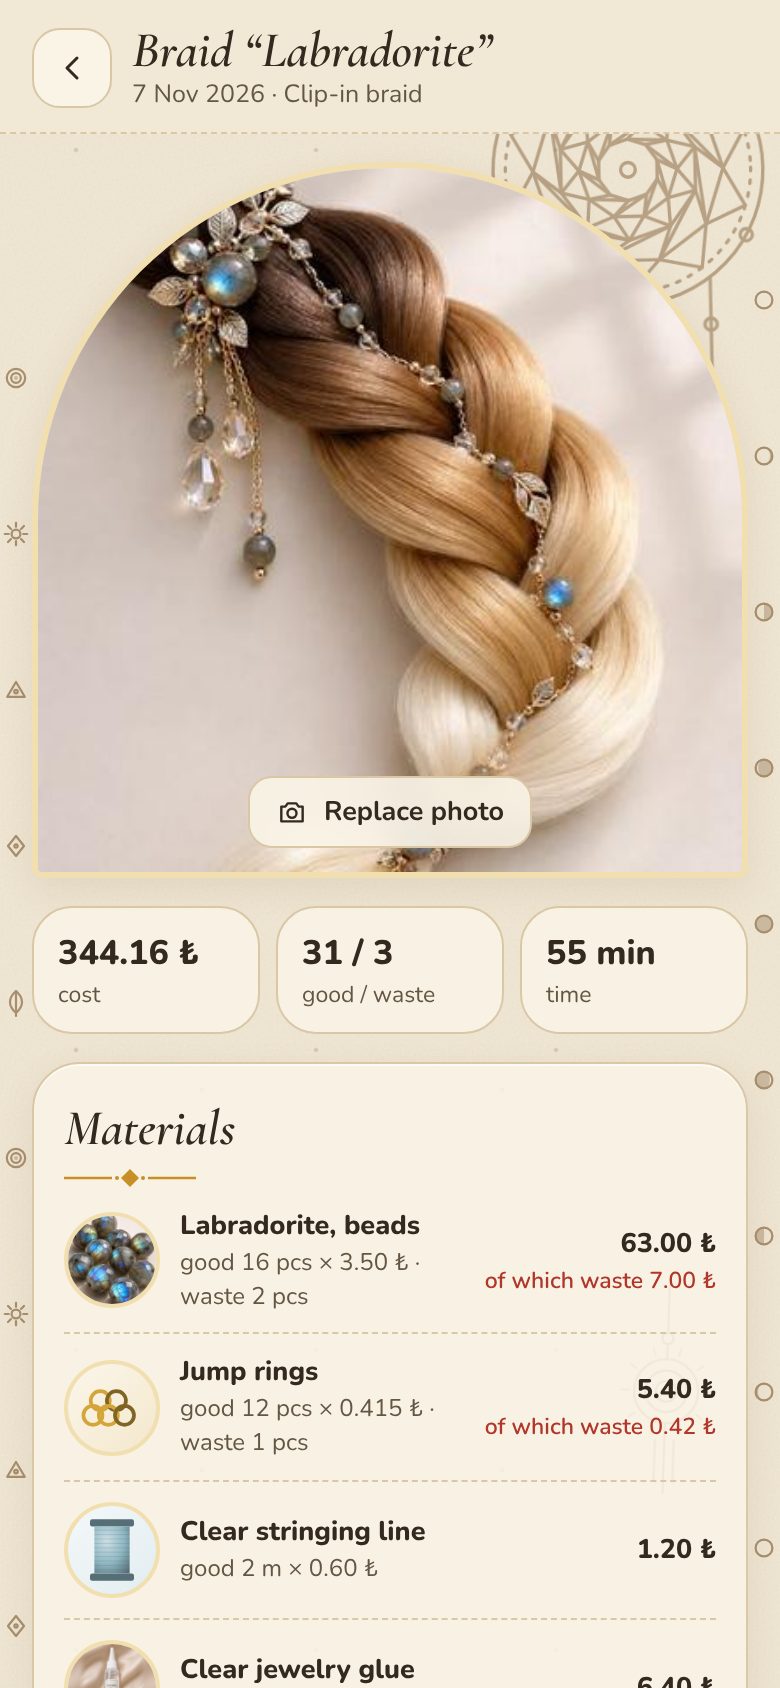 Braid “Labradorite”
7 Nov 2026 · Clip-in braid
Replace photo
344.16 ₺
cost
31 / 3
good / waste
55 min
time
Materials
Labradorite, beads
good 16 pcs × 3.50 ₺ ·
waste 2 pcs
63.00 ₺
of which waste 7.00 ₺
Jump rings
good 12 pcs × 0.415 ₺ ·
waste 1 pcs
5.40 ₺
of which waste 0.42 ₺
Clear stringing line
good 2 m × 0.60 ₺
1.20 ₺
Clear jewelry glue
6.40 ₺